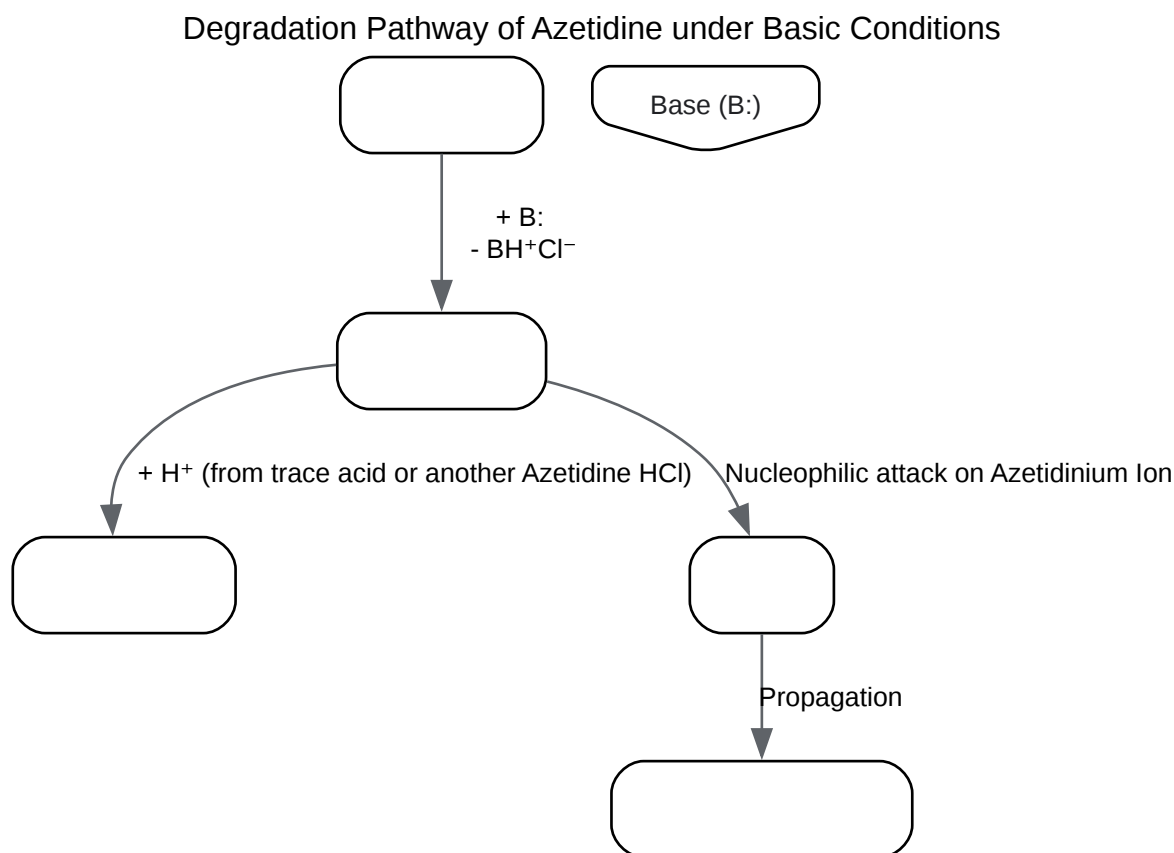 Degradation Pathway of Azetidine under Basic Conditions
Base (B:)
+ B:
- BH⁺Cl⁻
+ H⁺ (from trace acid or another Azetidine HCl)
Nucleophilic attack on Azetidinium Ion
Propagation